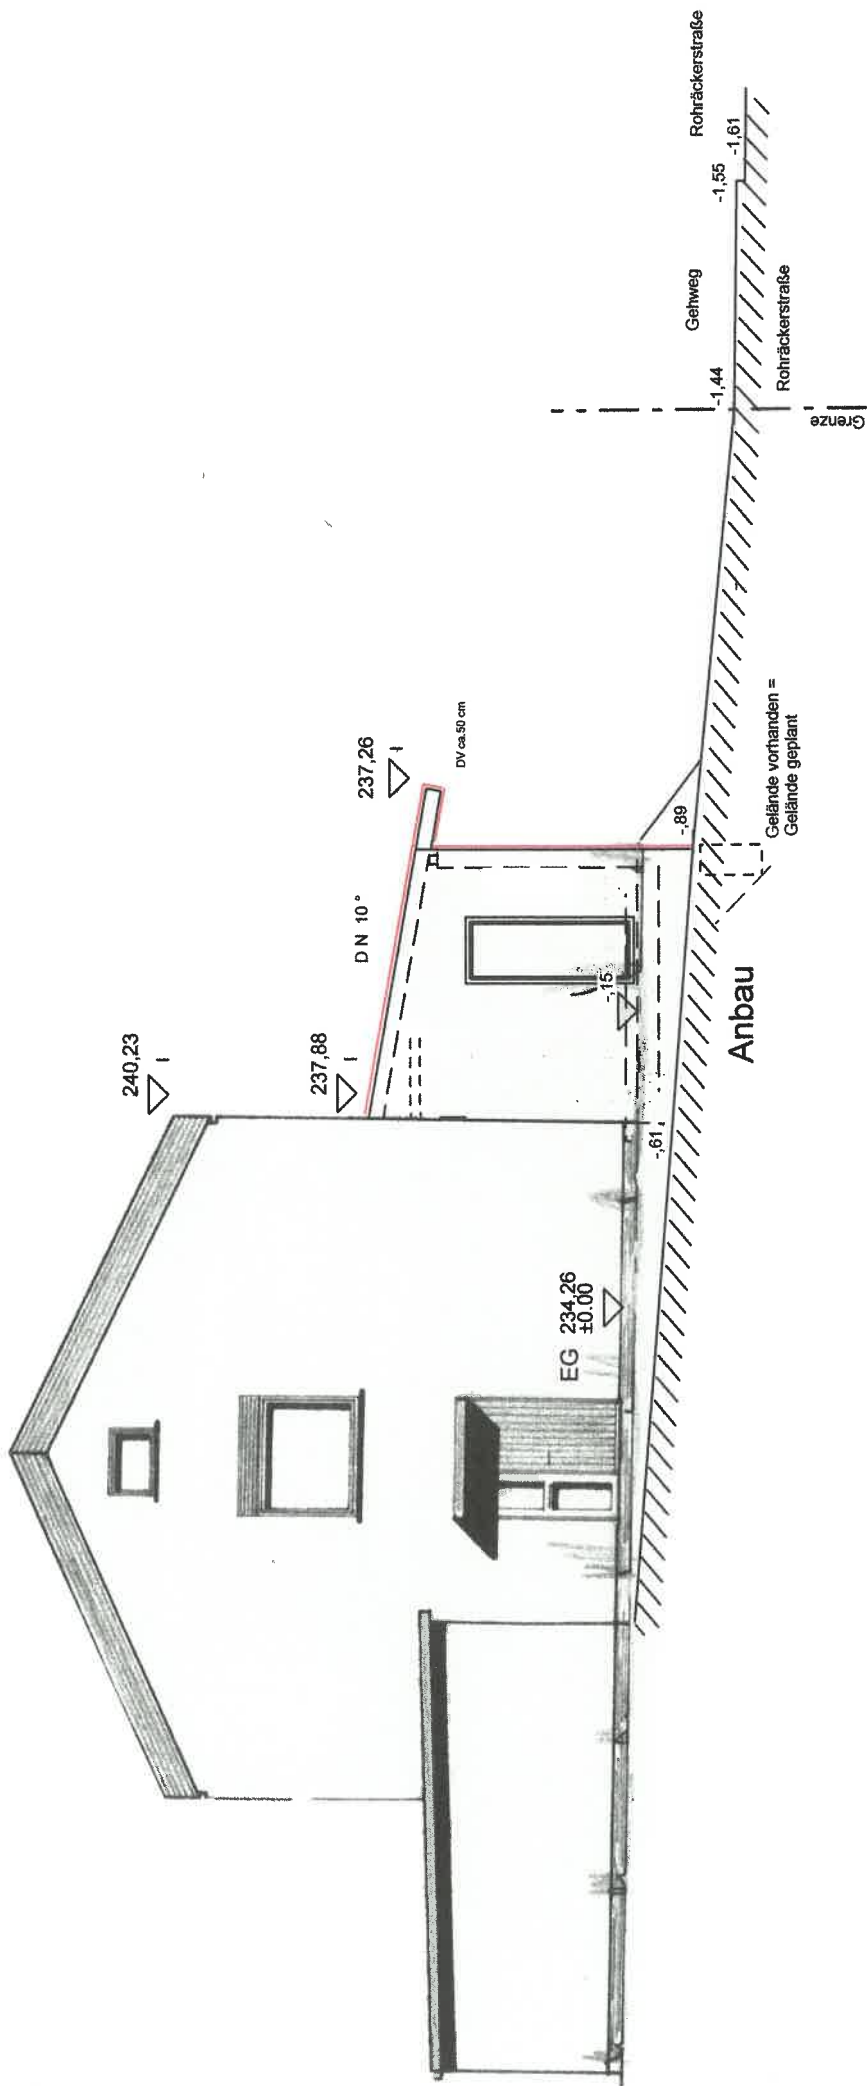 240,23
237,88
DN 10°
237,26
DV ca.50 cm
EG 234,26
±0.00
-,15
-,61
-,89
Anbau
Gelände vorhanden =
Gelände geplant
-1,44
Grenze
Gehweg
Rohräckerstraße
-1,55
-1,61
Rohräckerstraße